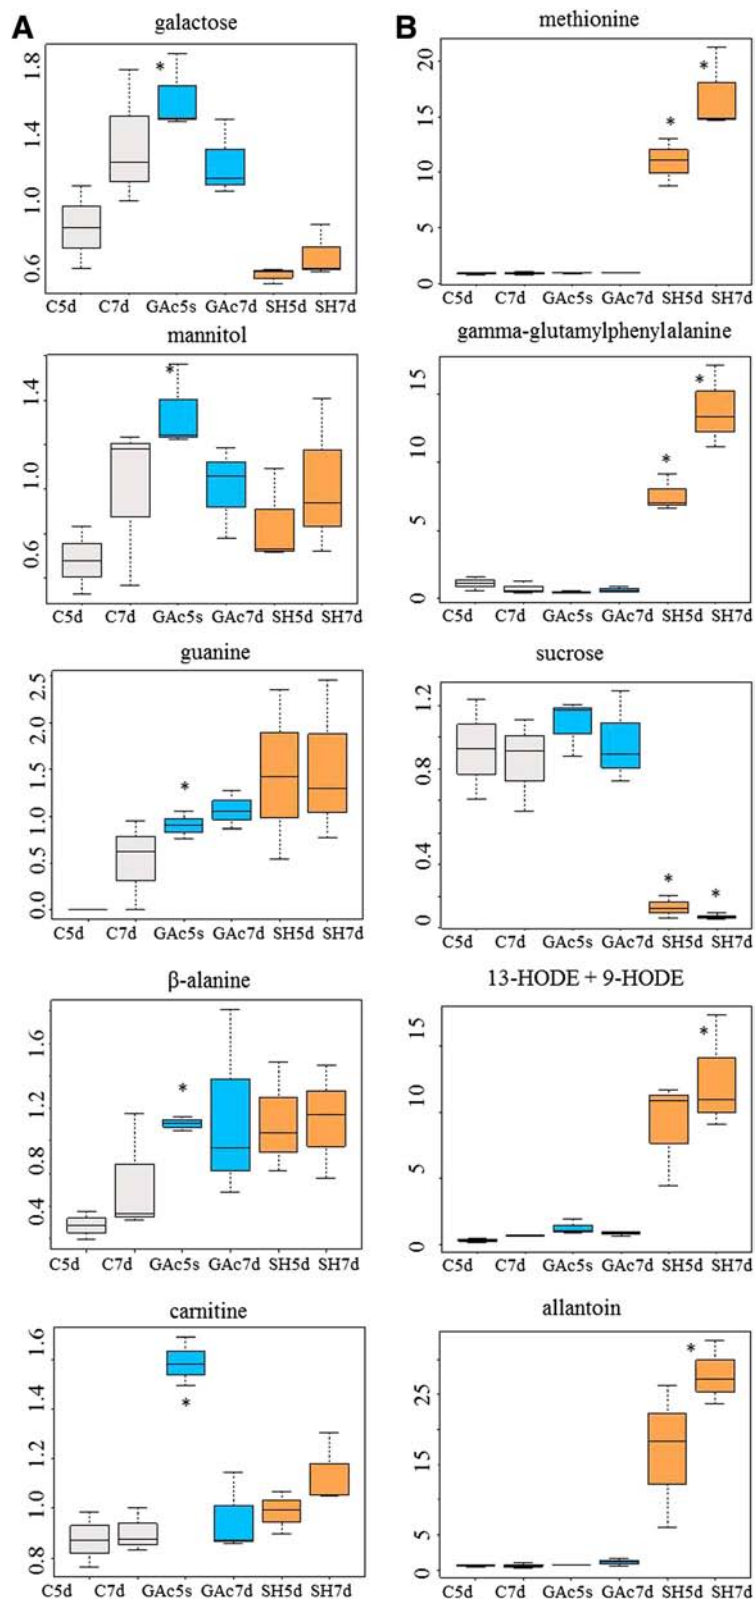 A
galactose
1.8
1.4
1.0
0.6
*
C5d C7d GAc5s GAc7d SH5d SH7d
mannitol
1.4
1.0
0.6
*
C5d C7d GAc5s GAc7d SH5d SH7d
guanine
2.5
2.0
1.5
1.0
0.5
0.0
*
C5d C7d GAc5s GAc7d SH5d SH7d
β-alanine
1.6
1.2
0.8
0.4
*
C5d C7d GAc5s GAc7d SH5d SH7d
carnitine
1.6
1.4
1.2
1.0
0.8
*
C5d C7d GAc5s GAc7d SH5d SH7d
B
methionine
20
15
10
5
0
* *
C5d C7d GAc5s GAc7d SH5d SH7d
gamma-glutamylphenylalanine
15
10
5
0
* *
C5d C7d GAc5s GAc7d SH5d SH7d
sucrose
1.2
0.8
0.4
0
* *
C5d C7d GAc5s GAc7d SH5d SH7d
13-HODE + 9-HODE
15
10
5
0
*
C5d C7d GAc5s GAc7d SH5d SH7d
allantoin
25
15
5
0
*
C5d C7d GAc5s GAc7d SH5d SH7d